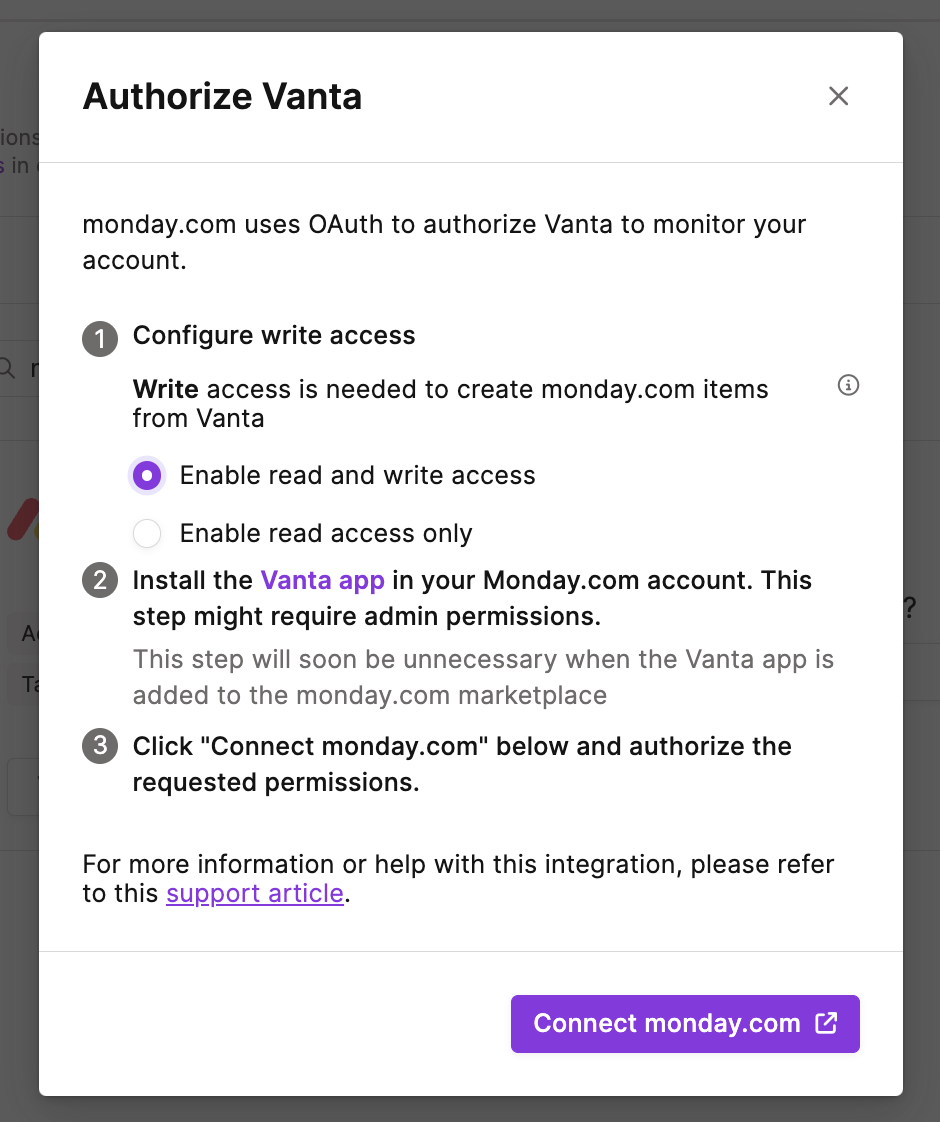 Authorize Vanta
ions
s in
monday.com uses OAuth to authorize Vanta to monitor your
account.
1 Configure write access
Write access is needed to create monday.com items
from Vanta
Enable read and write access
Enable read access only
2 Install the Vanta app in your Monday.com account. This
step might require admin permissions.
?
This step will soon be unnecessary when the Vanta app is
added to the monday.com marketplace
3 Click "Connect monday.com" below and authorize the
requested permissions.
For more information or help with this integration, please refer
to this support article.
Connect monday.com